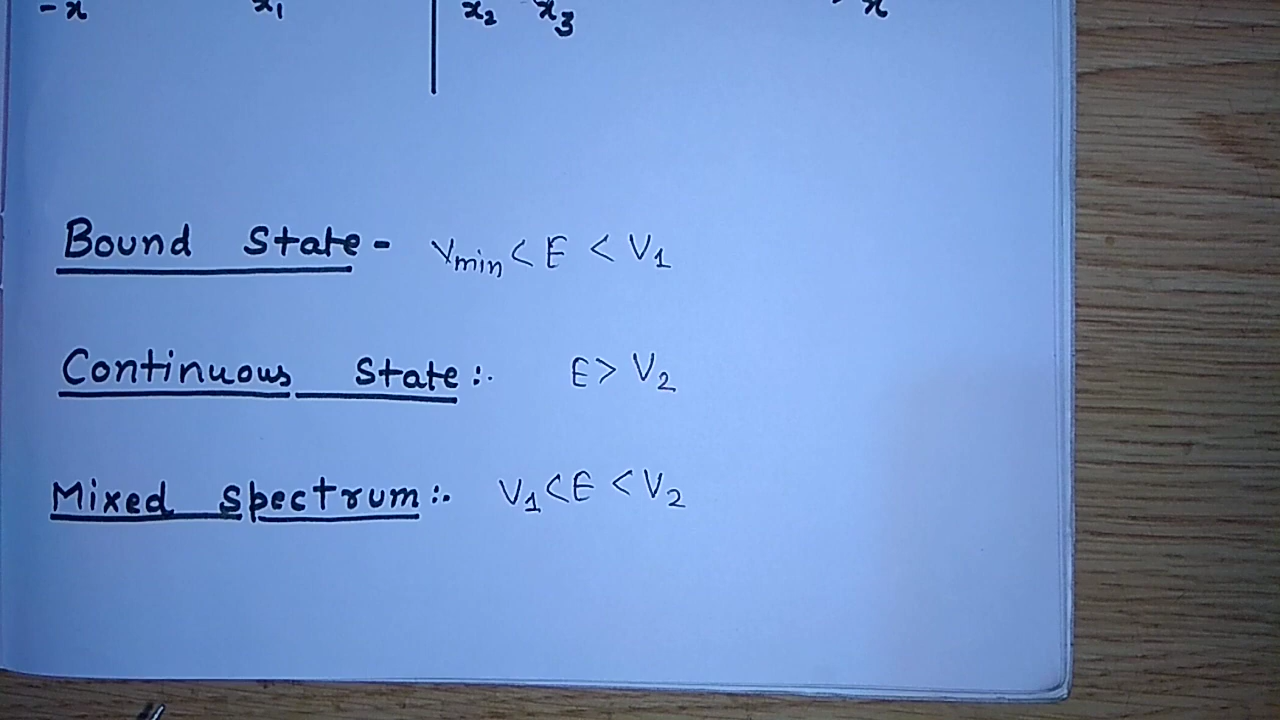 -x x₁ x₂ x₃ x
Bound State - Vmin < E < V₁
Continuous State :- E > V₂
Mixed Spectrum :- V₁ < E < V₂